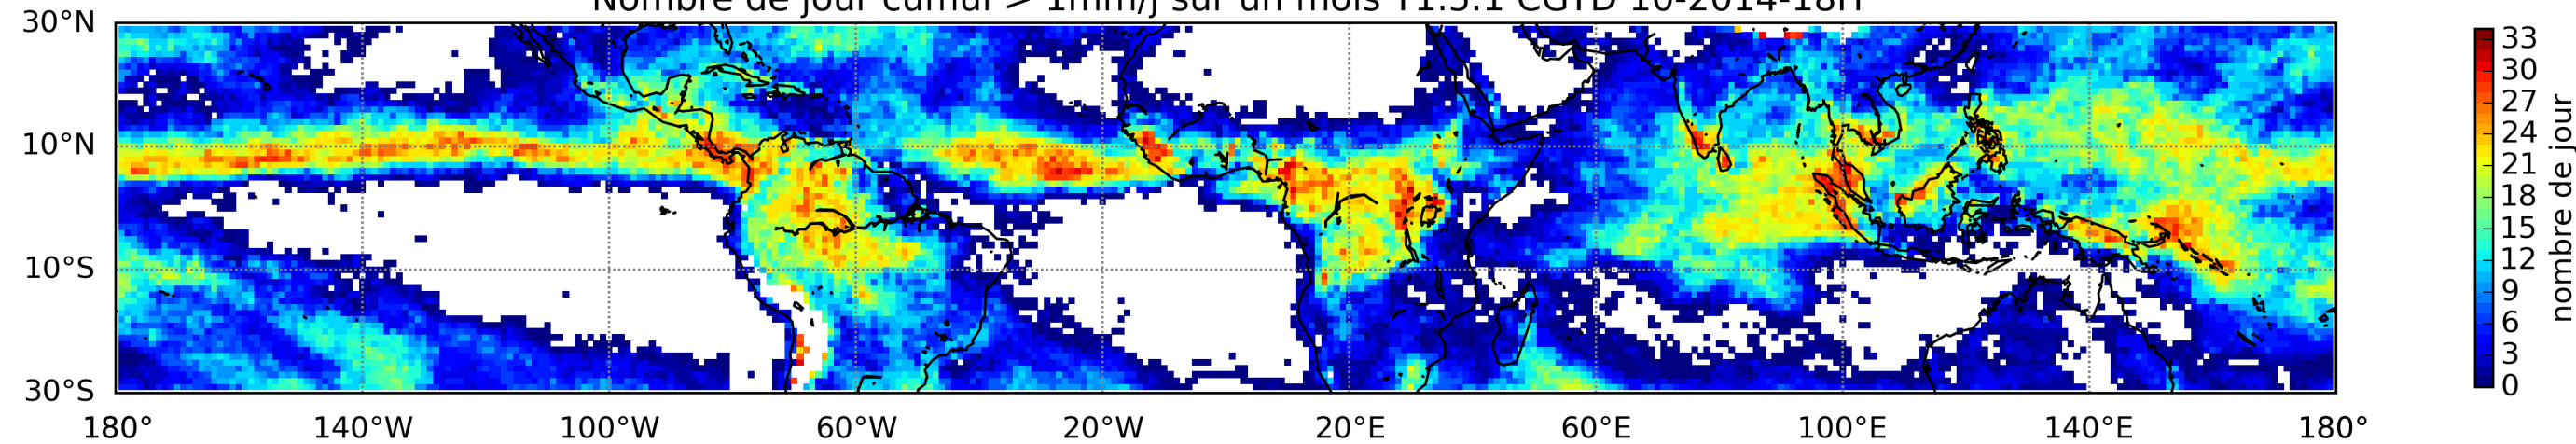 Nombre de jour cumul > 1mm/j sur un mois T1.5.1 CGTD 10-2014-18H
30°N
10°N
10°S
30°S
180°
140°W
100°W
60°W
20°W
20°E
60°E
100°E
140°E
180°
33
30
27
24
21
18
15
12
9
6
3
0
nombre de jour